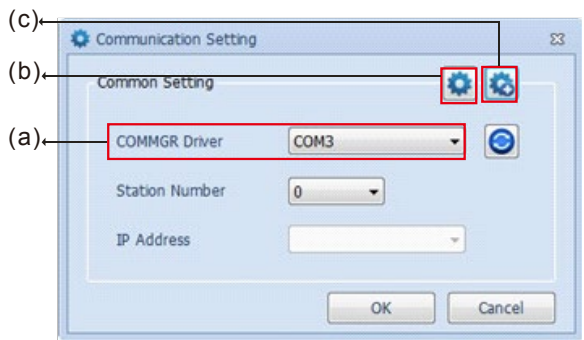 (c)
Communication Setting
(b)
Common Setting
(a)
COMMGR Driver COM3
Station Number 0
IP Address
OK Cancel